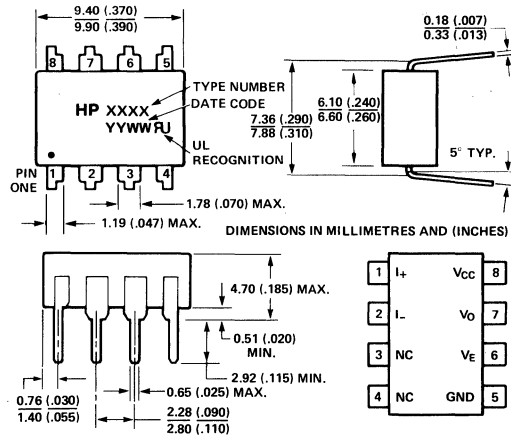 9.40 (.370)
9.90 (.390)
8 7 6 5
HP XXXX
YYWW RU
TYPE NUMBER
DATE CODE
UL
RECOGNITION
PIN
ONE
1 2 3 4
1.78 (.070) MAX.
1.19 (.047) MAX.
0.18 (.007)
0.33 (.013)
7.36 (.290)
7.88 (.310)
6.10 (.240)
6.60 (.260)
5° TYP.
DIMENSIONS IN MILLIMETRES AND (INCHES)
4.70 (.185) MAX.
0.51 (.020)
MIN.
2.92 (.115) MIN.
0.65 (.025) MAX.
0.76 (.030)
1.40 (.055)
2.28 (.090)
2.80 (.110)
1 I+ VCC 8
2 I- VO 7
3 NC VE 6
4 NC GND 5